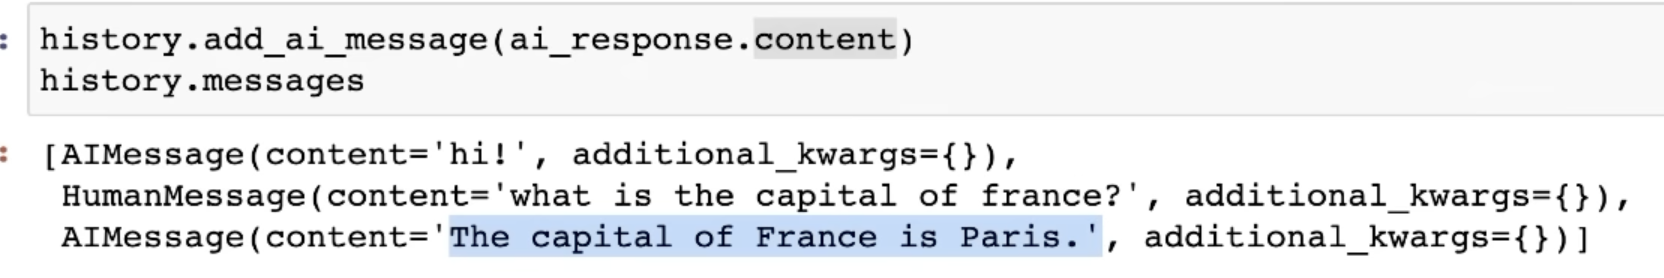 : history.add_ai_message(ai_response.content)
history.messages
: [AIMessage(content='hi!', additional_kwargs={}),
HumanMessage(content='what is the capital of france?', additional_kwargs={}),
AIMessage(content='The capital of France is Paris.', additional_kwargs={})]